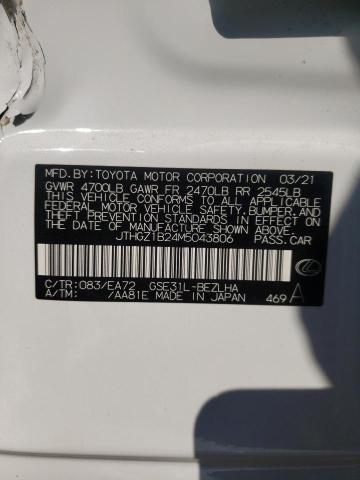 MFD.BY:TOYOTA MOTOR CORPORATION 03/21
GVWR 4700LB GAWR FR 2470LB RR 2545LB
THIS VEHICLE CONFORMS TO ALL APPLICABLE
FEDERAL MOTOR VEHICLE SAFETY, BUMPER, AND
THEFT PREVENTION STANDARDS IN EFFECT ON
THE DATE OF MANUFACTURE SHOWN ABOVE.
JTHGZ1B24M5043806 PASS.CAR
C/TR: 083/EA72 GSE31L-BEZLHA
A/TM: /AA81E MADE IN JAPAN 469 A